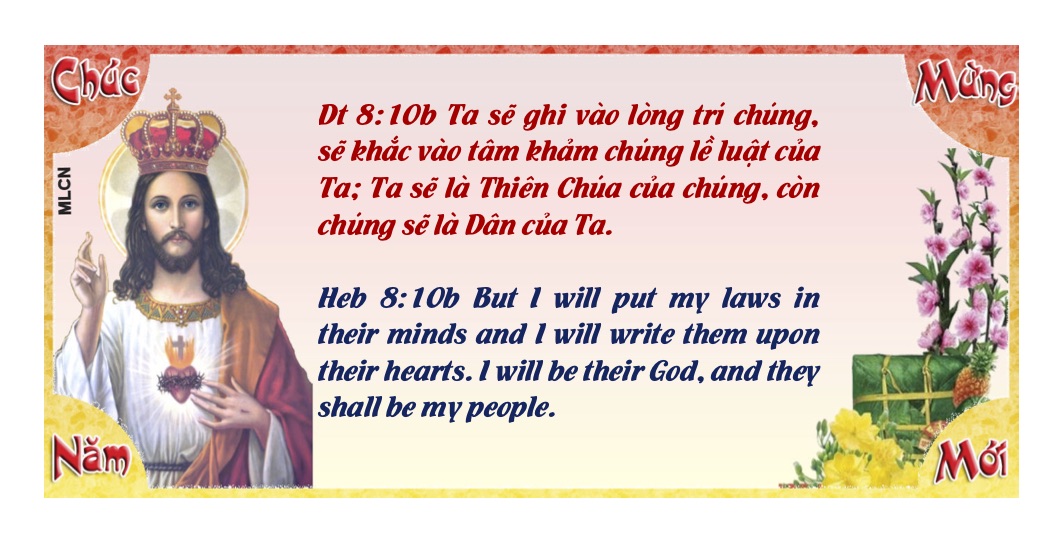 Chúc
Mừng
MLCN
Dt 8:10b Ta sẽ ghi vào lòng trí chúng,
sẽ khắc vào tâm khảm chúng lề luật của
Ta; Ta sẽ là Thiên Chúa của chúng, còn
chúng sẽ là Dân của Ta.
Heb 8:10b But I will put my laws in
their minds and I will write them upon
their hearts. I will be their God, and they
shall be my people.
Năm
Mới